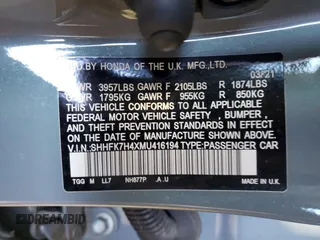 BY HONDA OF THE U.K. MFG.,LTD.
03/21
3957LBS GAWR F 2105LBS R 1874LBS
1795KG GAWR F 955KG R 850KG
THIS VEHICLE CONFORMS TO ALL APPLICABLE
FEDERAL MOTOR VEHICLE SAFETY , BUMPER,
AND THEFT PREVENTION STANDARDS
IN EFFECT ON THE DATE OF MANUFACTURE
SHOWN ABOVE.
V.I.N:SHHFK7H4XMU416194 TYPE:PASSENGER CAR
TGG M LL7 NH877P .A .U
DREAMBID